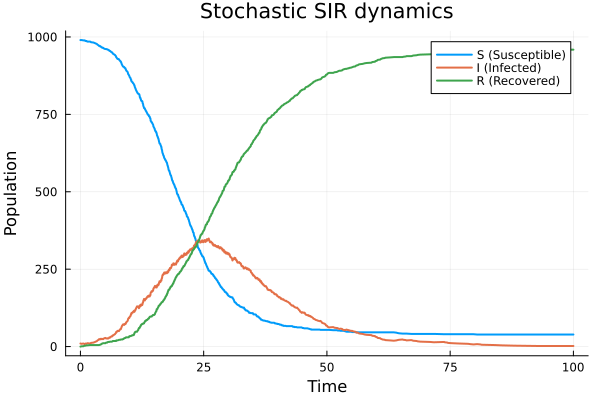 Stochastic SIR dynamics
Population
1000
750
500
250
0
S (Susceptible)
I (Infected)
R (Recovered)
0
25
50
75
100
Time